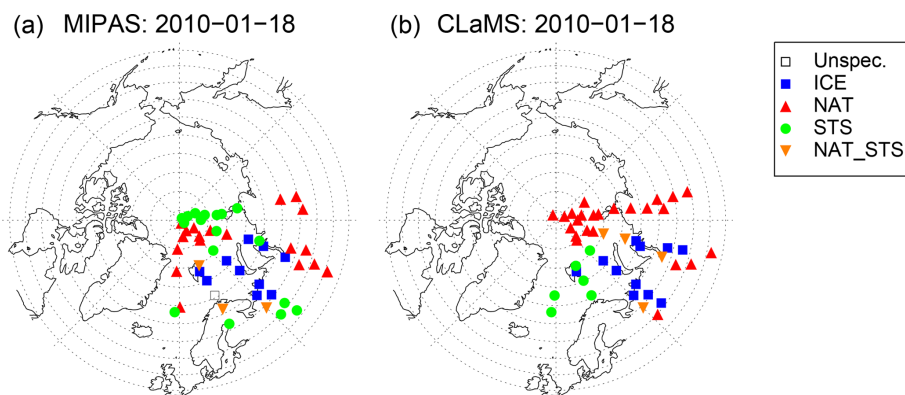 (a) MIPAS: 2010−01−18
(b) CLaMS: 2010−01−18
Unspec.
ICE
NAT
STS
NAT_STS